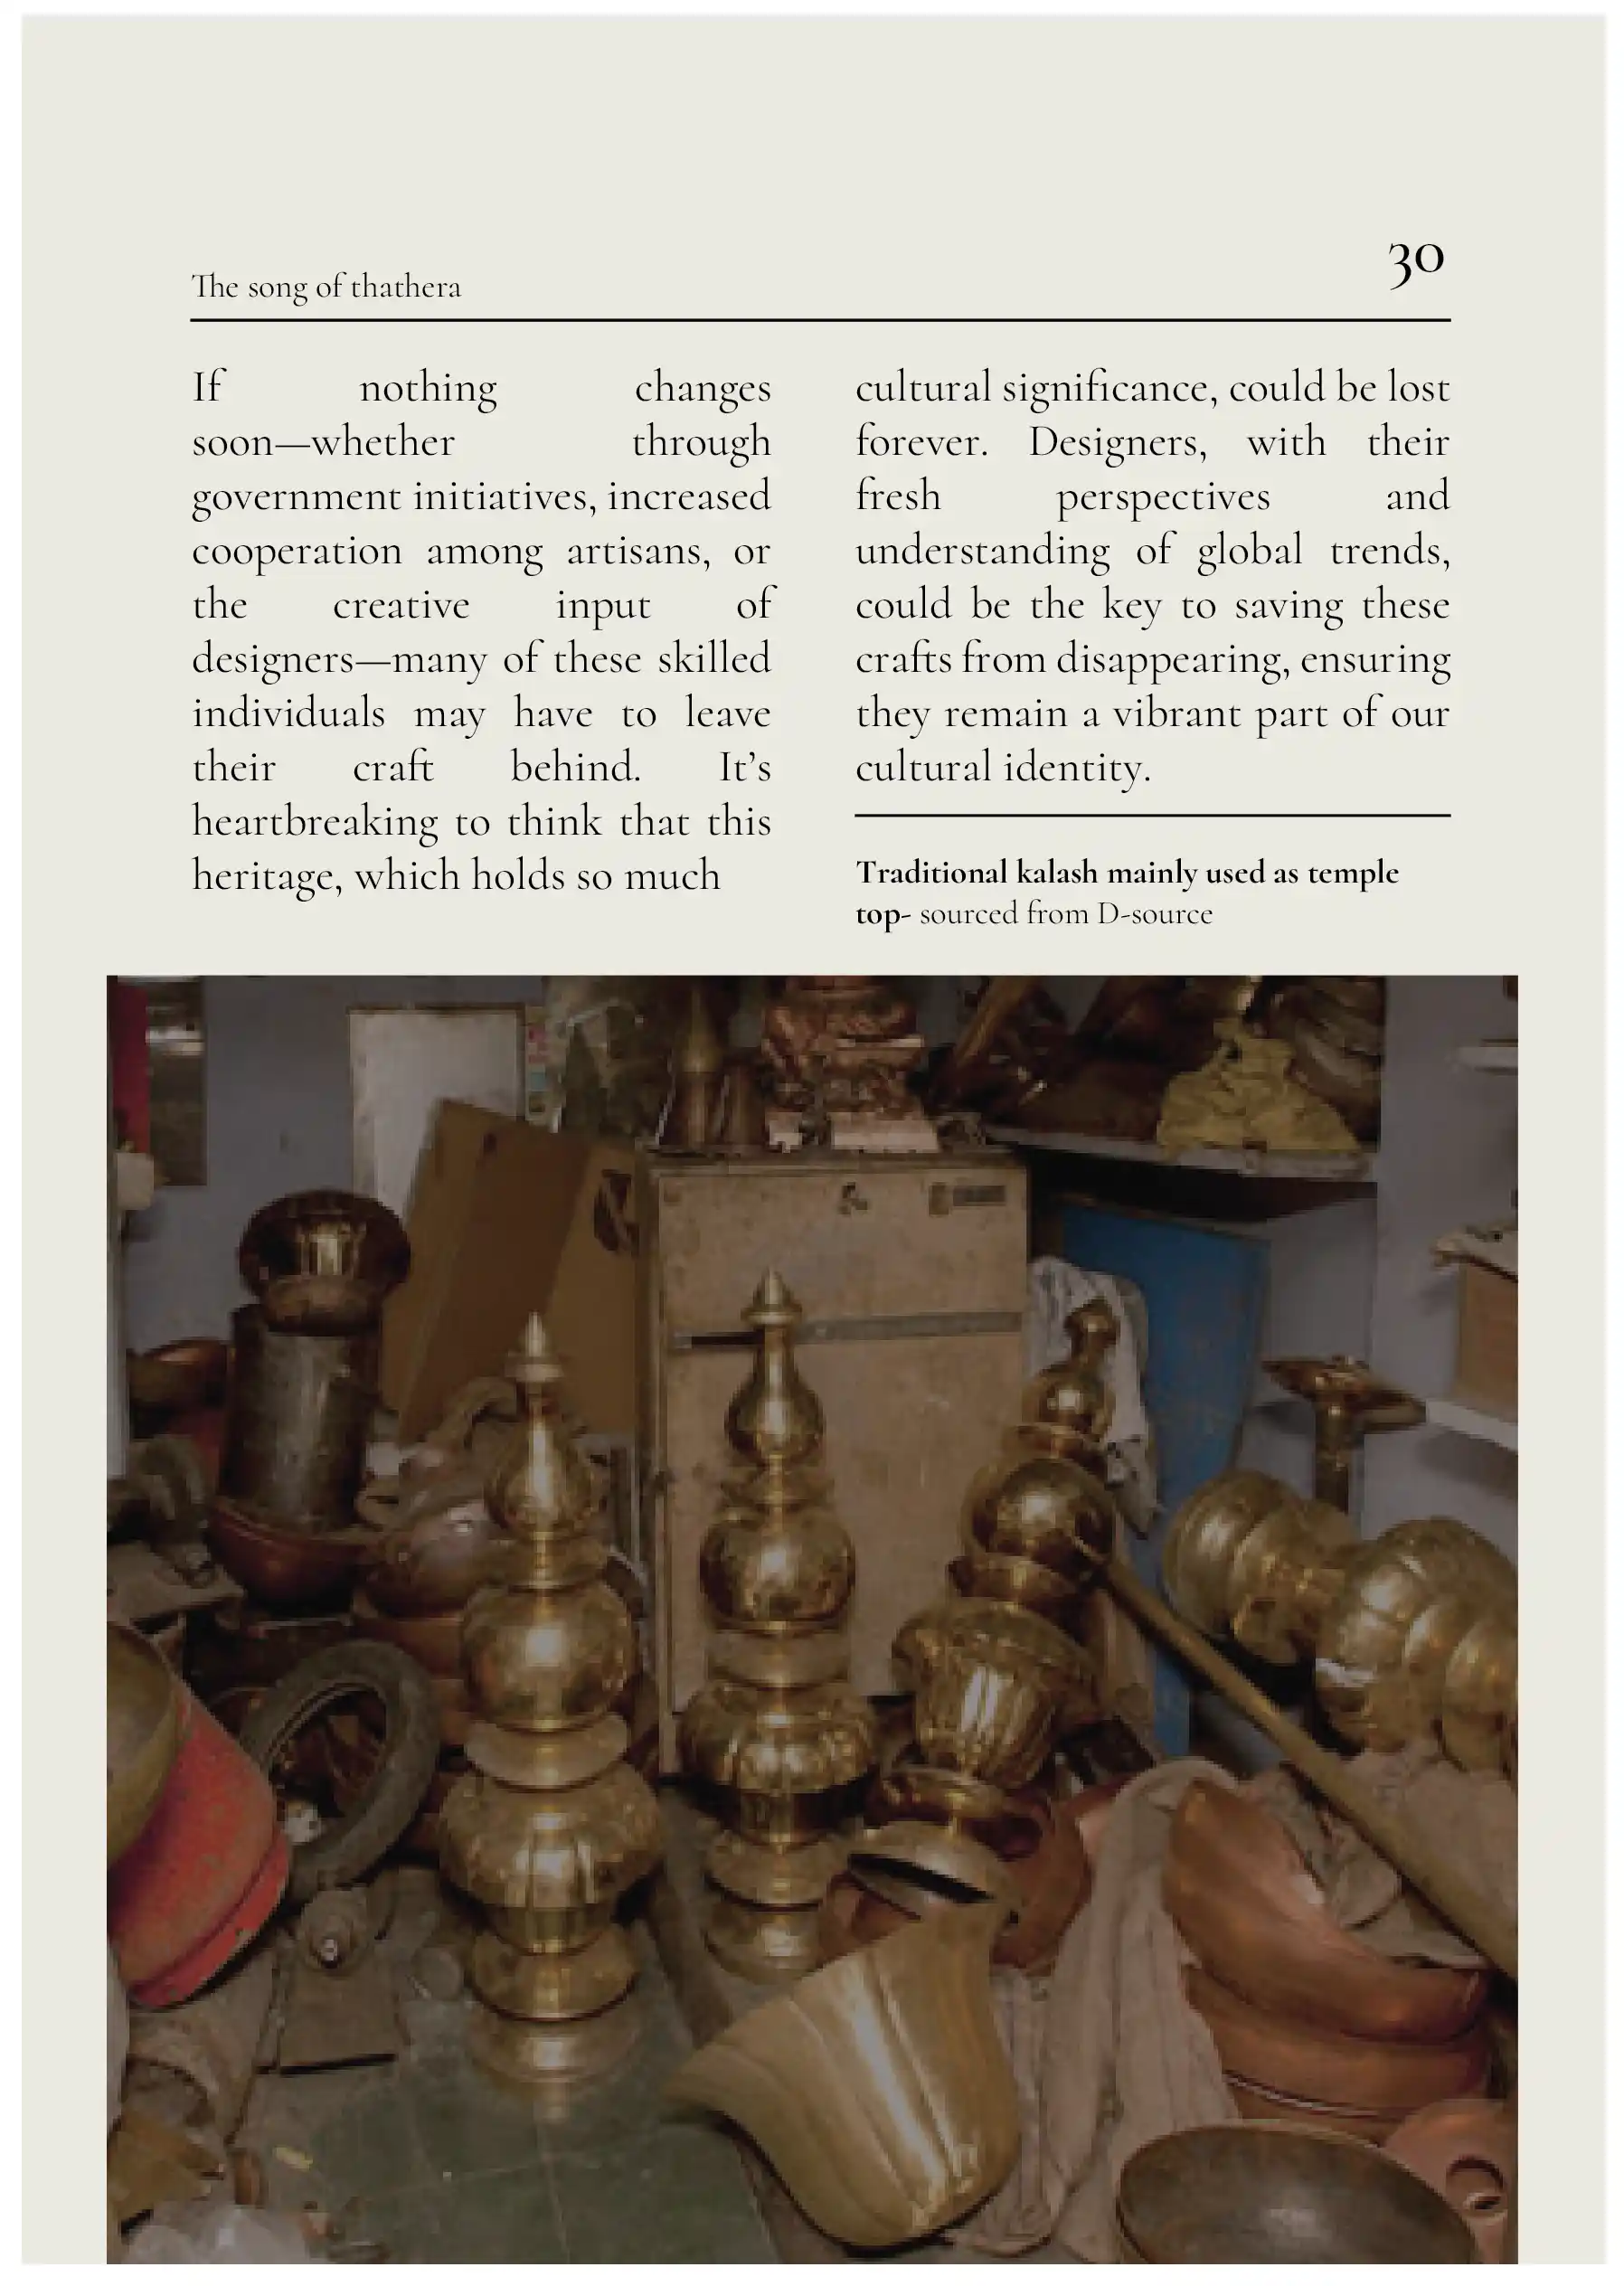 The song of thathera
30
If nothing changes
soon—whether through
government initiatives, increased
cooperation among artisans, or
the creative input of
designers—many of these skilled
individuals may have to leave
their craft behind. It’s
heartbreaking to think that this
heritage, which holds so much
cultural significance, could be lost
forever. Designers, with their
fresh perspectives and
understanding of global trends,
could be the key to saving these
crafts from disappearing, ensuring
they remain a vibrant part of our
cultural identity.
Traditional kalash mainly used as temple
top- sourced from D-source